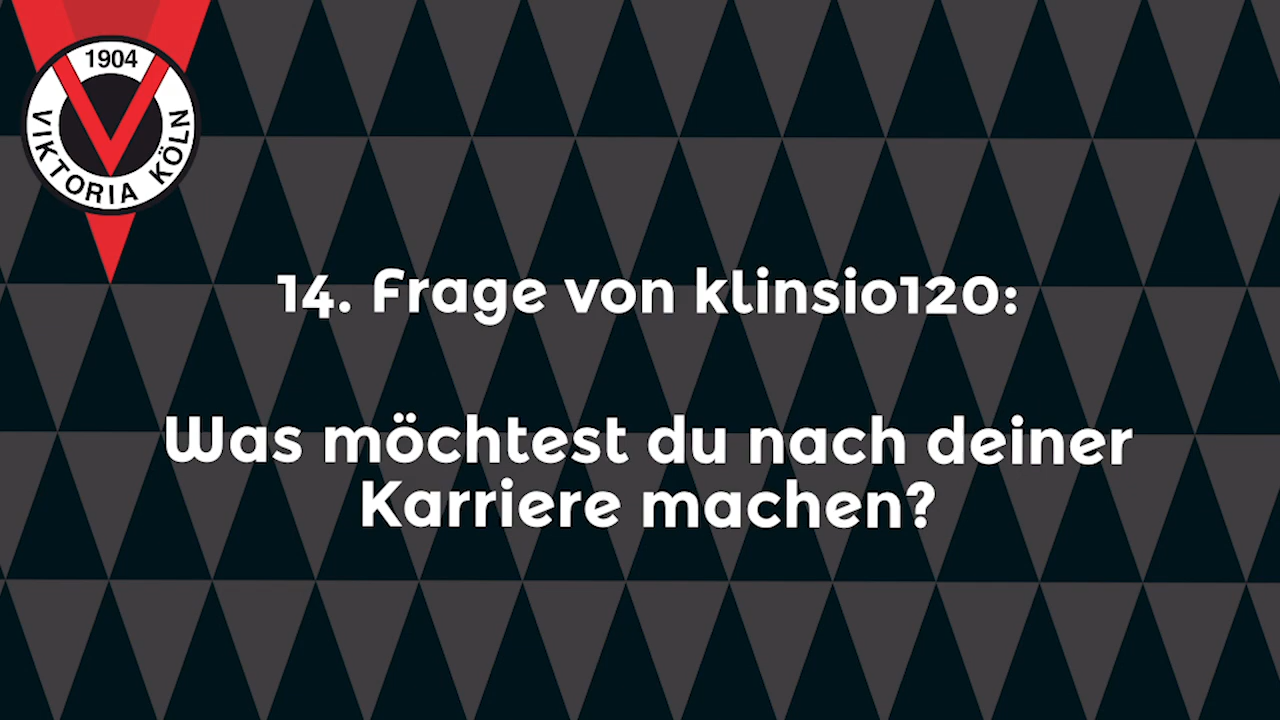 1904
VIKTORIA KÖLN
14. Frage von klinsio120:
Was möchtest du nach deiner
Karriere machen?